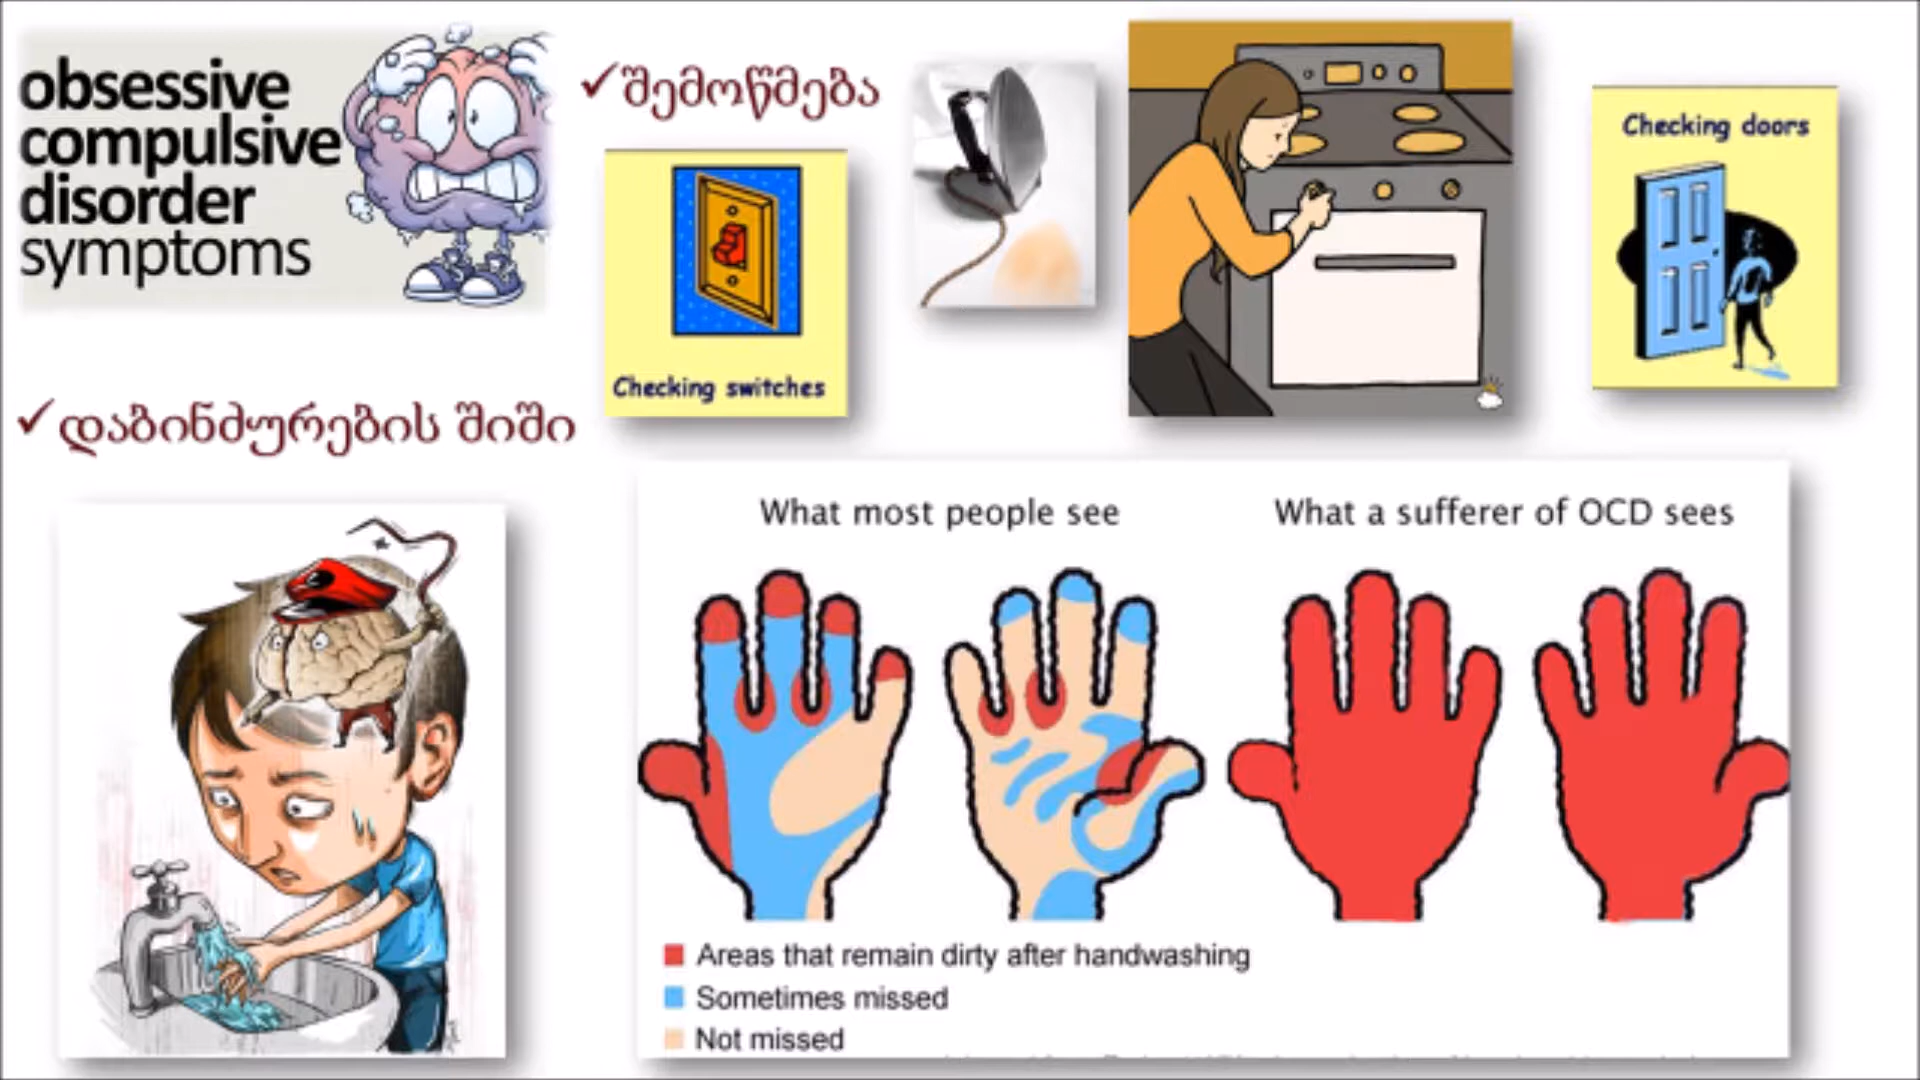 obsessive
compulsive
disorder
symptoms
✓შემოწმება
Checking switches
Checking doors
✓დაბინძურების შიში
What most people see
What a sufferer of OCD sees
Areas that remain dirty after handwashing
Sometimes missed
Not missed